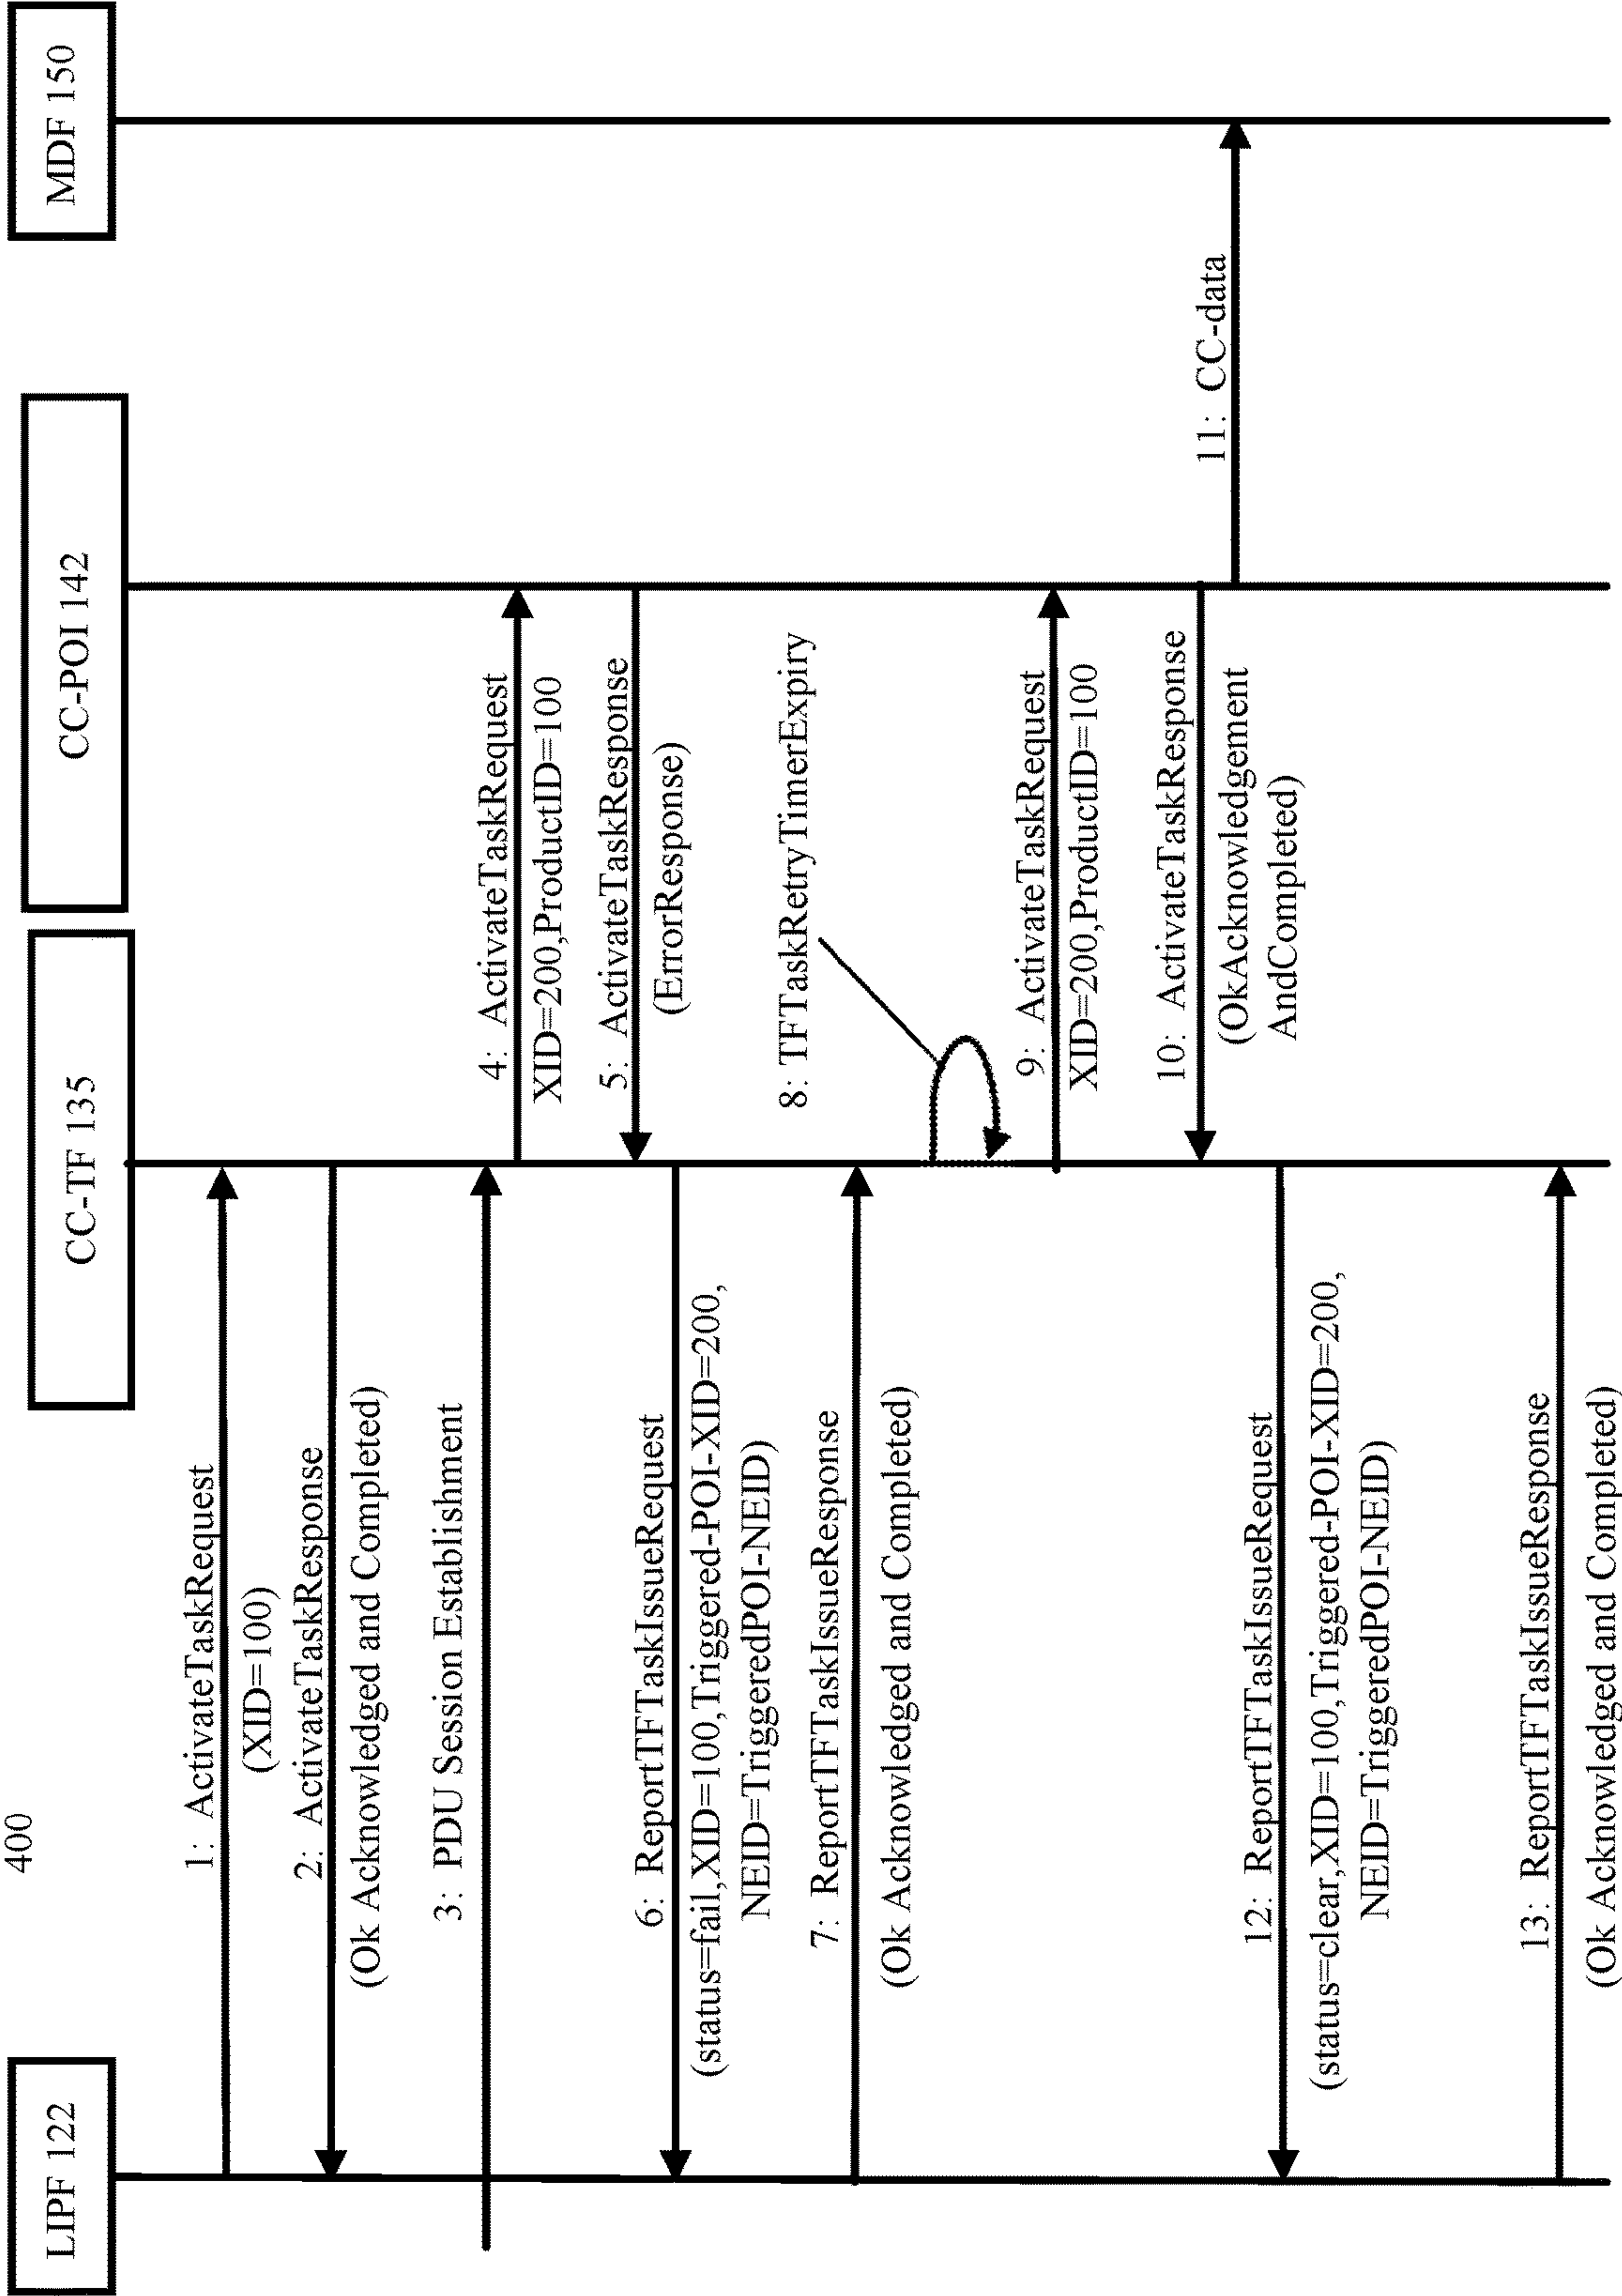 400
LIPF 122
CC-TF 135
CC-POI 142
MDF 150
1: ActivateTaskRequest
(XID=100)
2: ActivateTaskResponse
(Ok Acknowledged and Completed)
3: PDU Session Establishment
4: ActivateTaskRequest
XID=200,ProductID=100
5: ActivateTaskResponse
(ErrorResponse)
6: ReportTFTaskIssueRequest
(status=fail,XID=100,Triggered-POI-XID=200,
NEID=TriggeredPOI-NEID)
7: ReportTFTaskIssueResponse
(Ok Acknowledged and Completed)
8: TFTaskRetryTimerExpiry
9: ActivateTaskRequest
XID=200,ProductID=100
10: ActivateTaskResponse
(OkAcknowledgement
AndCompleted)
11: CC-data
12: ReportTFTaskIssueRequest
(status=clear,XID=100,Triggered-POI-XID=200,
NEID=TriggeredPOI-NEID)
13: ReportTFTaskIssueResponse
(Ok Acknowledged and Completed)